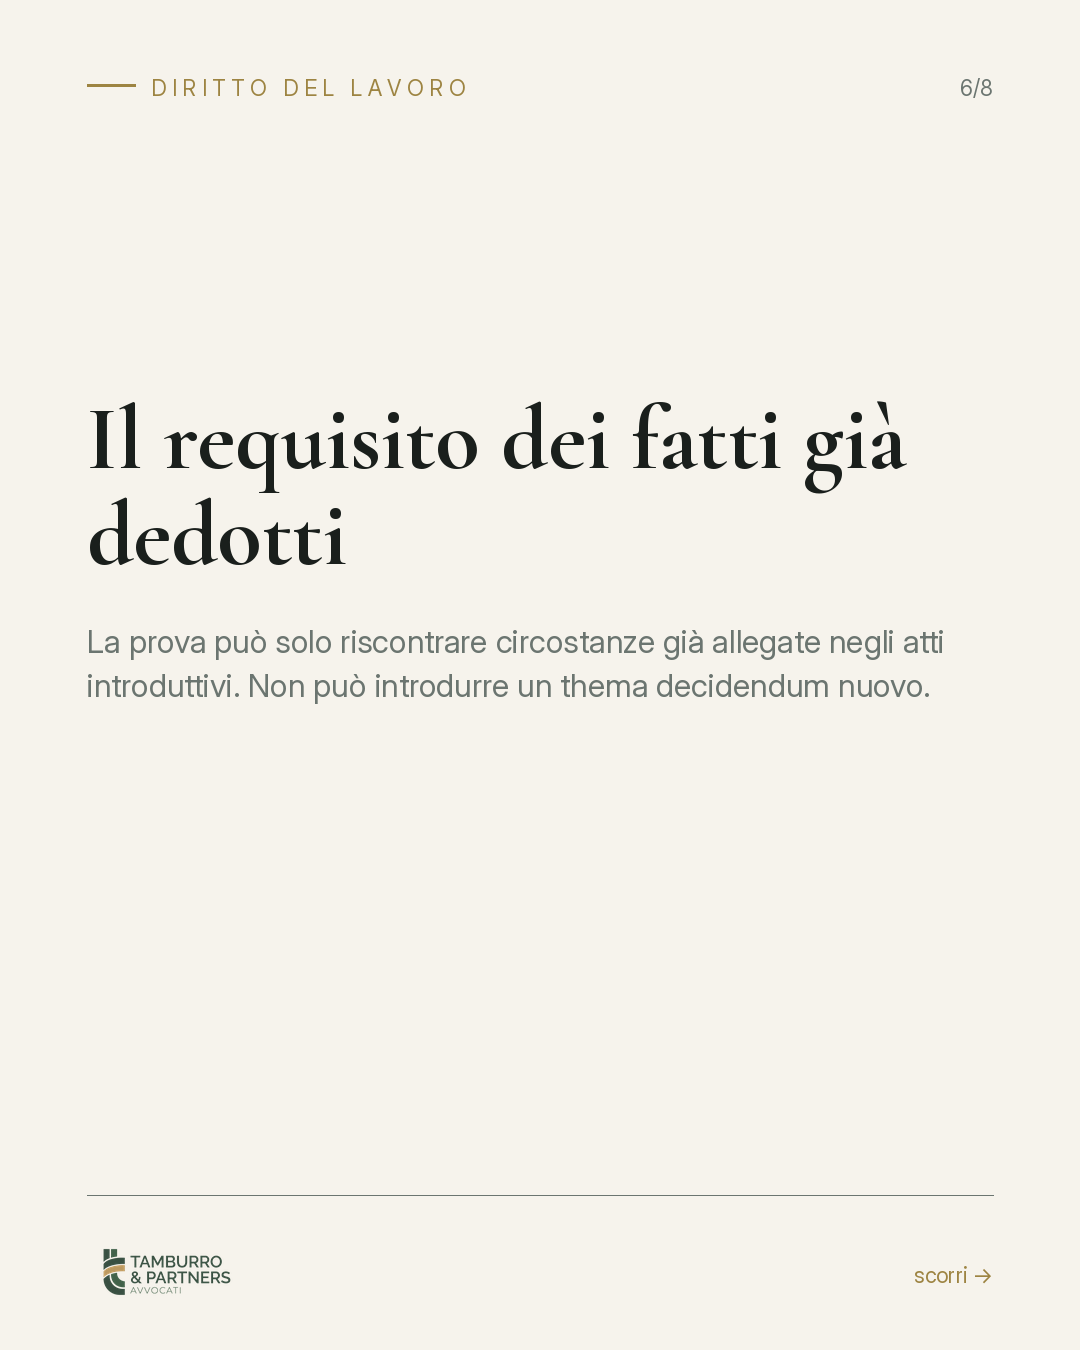 DIRITTO DEL LAVORO
6/8
Il requisito dei fatti già
dedotti
La prova può solo riscontrare circostanze già allegate negli atti
introduttivi. Non può introdurre un thema decidendum nuovo.
TAMBURRO
& PARTNERS
AVVOCATI
scorri →